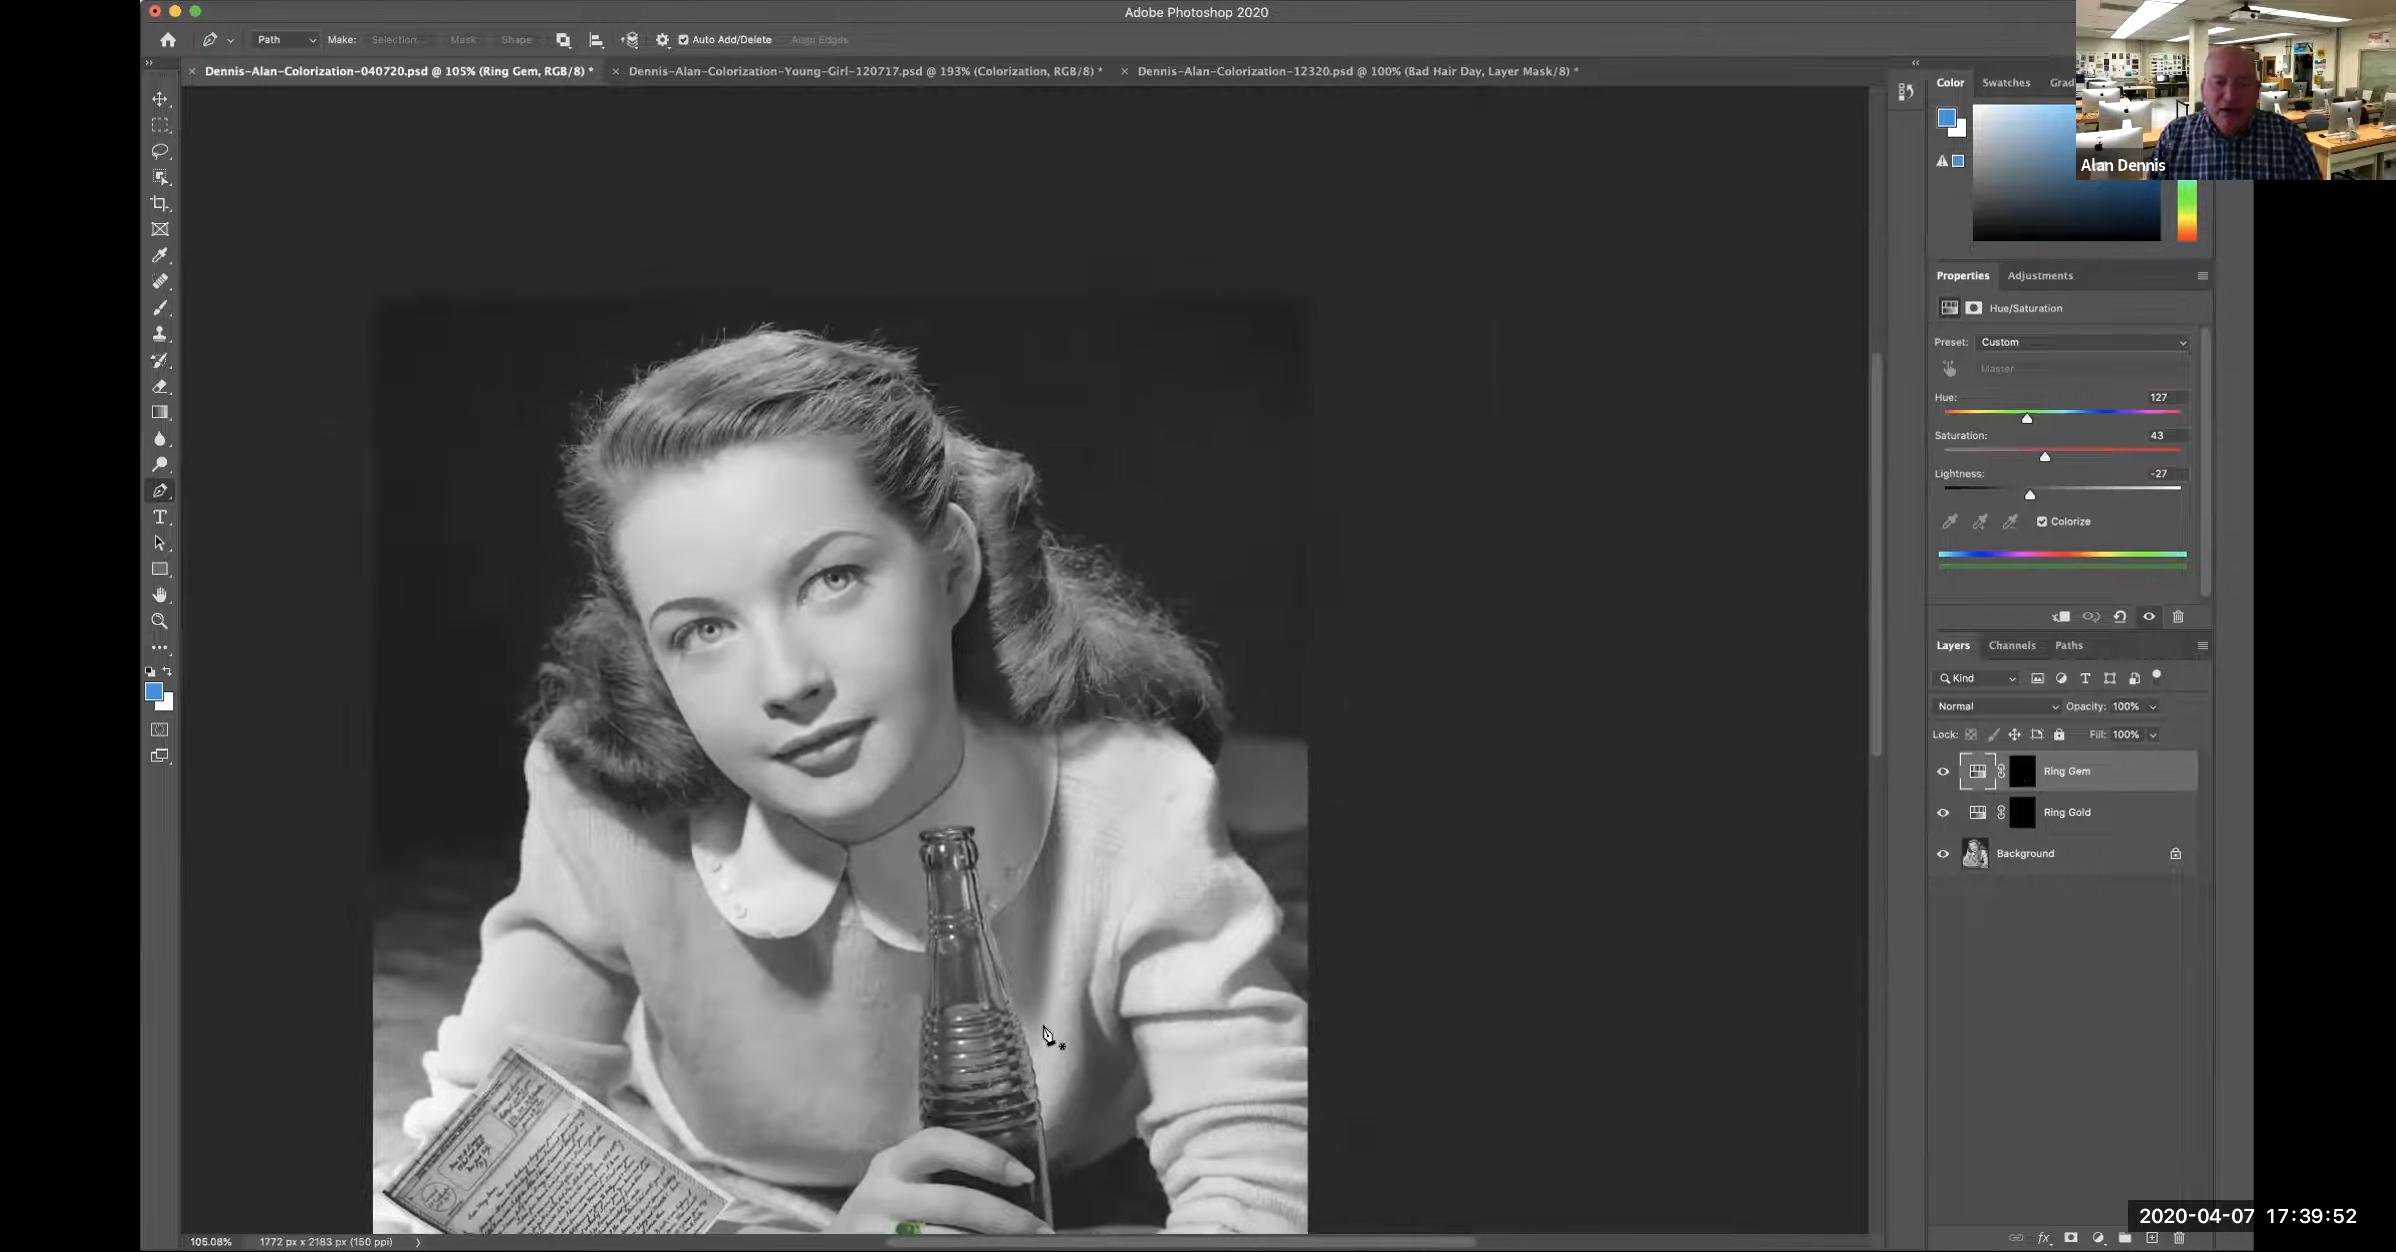 Adobe Photoshop 2020
Path Make: Selection... Mask Shape Auto Add/Delete Align Edges
Dennis-Alan-Colorization-040720.psd @ 105% (Ring Gem, RGB/8) * Dennis-Alan-Colorization-Young-Girl-120717.psd @ 193% (Colorization, RGB/8) * Dennis-Alan-Colorization-12320.psd @ 100% (Bad Hair Day, Layer Mask/8) *
Color Swatches Grad
Alan Dennis
Properties Adjustments
Hue/Saturation
Preset: Custom
Master
Hue: 127
Saturation: 43
Lightness: -27
Colorize
Layers Channels Paths
Kind
Normal Opacity: 100%
Lock: Fill: 100%
Ring Gem
Ring Gold
Background
2020-04-07 17:39:52
105.08% 1772 px x 2183 px (150 ppi)
fx